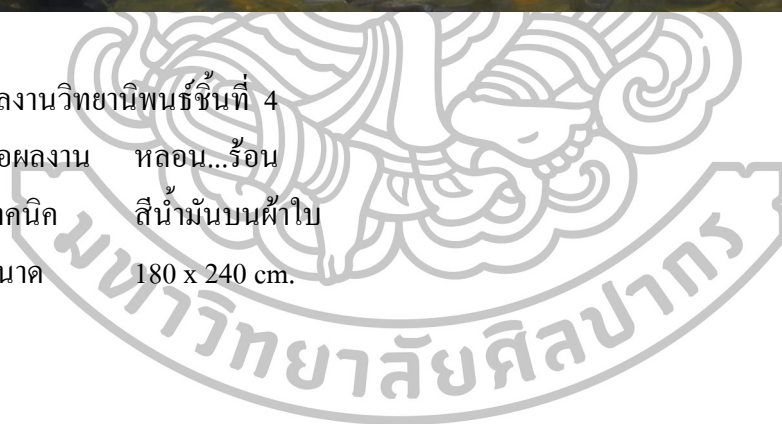 ลงานวิทยานิพนธ์ชิ้นที่ 4
อผลงาน หลอน...ร้อน
คนิค สีน้ำมันบนผ้าใบ
นาด 180 x 240 cm.
มหาวิทยาลัยศิลปากร